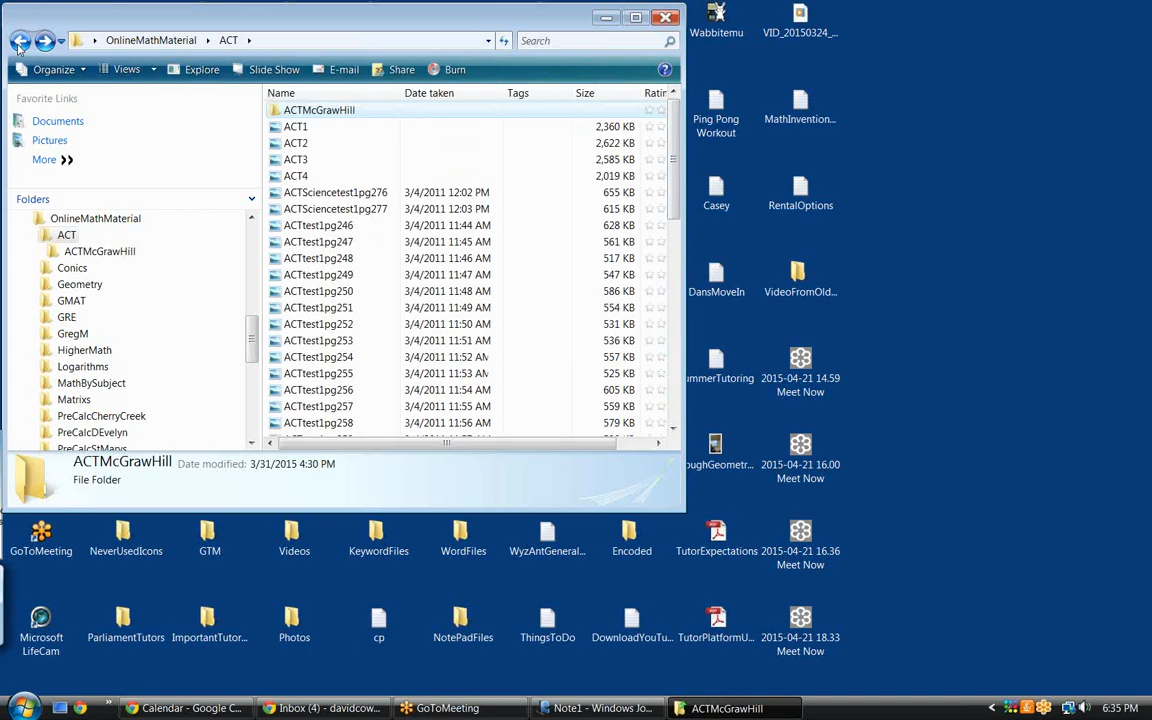 OnlineMathMaterial ACT Search
Organize Views Explore Slide Show E-mail Share Burn
Favorite Links
Documents
Pictures
More
Folders
OnlineMathMaterial
ACT
ACTMcGrawHill
Conics
Geometry
GMAT
GRE
GregM
HigherMath
Logarithms
MathBySubject
Matrixs
PreCalcCherryCreek
PreCalcDEvelyn
PreCalcStMarys
Name Date taken Tags Size Ratin
ACTMcGrawHill
ACT1 2,360 KB
ACT2 2,622 KB
ACT3 2,585 KB
ACT4 2,019 KB
ACTSciencetest1pg276 3/4/2011 12:02 PM 655 KB
ACTSciencetest1pg277 3/4/2011 12:03 PM 615 KB
ACTtest1pg246 3/4/2011 11:44 AM 628 KB
ACTtest1pg247 3/4/2011 11:45 AM 561 KB
ACTtest1pg248 3/4/2011 11:46 AM 517 KB
ACTtest1pg249 3/4/2011 11:47 AM 547 KB
ACTtest1pg250 3/4/2011 11:48 AM 586 KB
ACTtest1pg251 3/4/2011 11:49 AM 554 KB
ACTtest1pg252 3/4/2011 11:50 AM 531 KB
ACTtest1pg253 3/4/2011 11:51 AM 536 KB
ACTtest1pg254 3/4/2011 11:52 AM 557 KB
ACTtest1pg255 3/4/2011 11:53 AM 525 KB
ACTtest1pg256 3/4/2011 11:54 AM 605 KB
ACTtest1pg257 3/4/2011 11:55 AM 559 KB
ACTtest1pg258 3/4/2011 11:56 AM 579 KB
ACTMcGrawHill Date modified: 3/31/2015 4:30 PM
File Folder
Wabbitemu VID_20150324_...
Ping Pong MathInvention...
Workout
Casey RentalOptions
DansMoveIn VideoFromOld...
ummerTutoring 2015-04-21 14.59
Meet Now
oughGeometr... 2015-04-21 16.00
Meet Now
GoToMeeting NeverUsedIcons GTM Videos KeywordFiles WordFiles WyzAntGeneral... Encoded TutorExpectations 2015-04-21 16.36
Meet Now
Microsoft ParliamentTutors ImportantTutor... Photos cp NotePadFiles ThingsToDo DownloadYouTu... TutorPlatformU... 2015-04-21 18.33
LifeCam Meet Now
Calendar - Google C... Inbox (4) - davidcow... GoToMeeting Note1 - Windows Jo... ACTMcGrawHill 6:35 PM